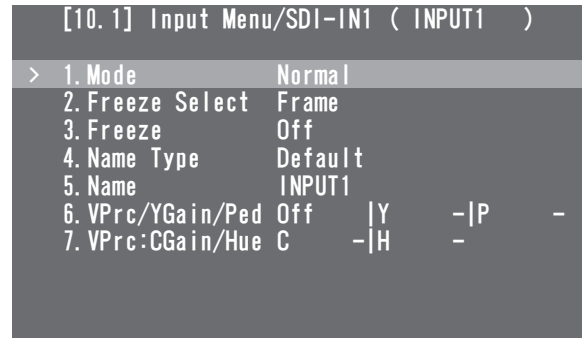 [10.1] Input Menu/SDI-IN1 ( INPUT1   )
> 1.Mode           Normal
2.Freeze Select  Frame
3.Freeze         Off
4.Name Type      Default
5.Name           INPUT1
6.VPrc/YGain/Ped Off    |Y     -|P     -
7.VPrc:CGain/Hue C     -|H     -